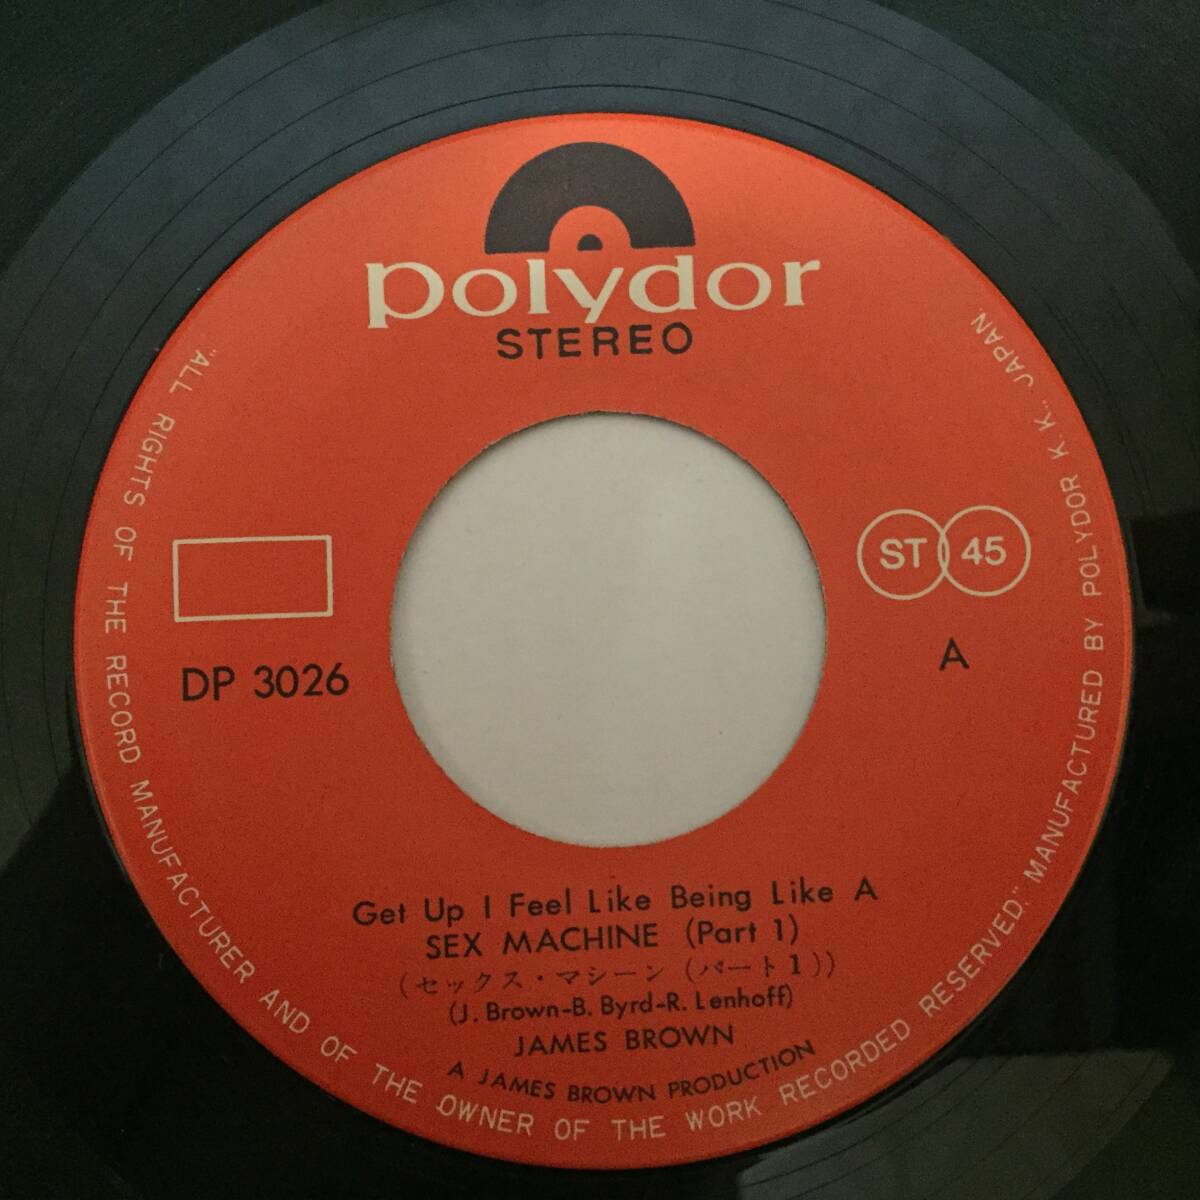 polydor
STEREO
ST 45
DP 3026
A
Get Up I Feel Like Being Like A
SEX MACHINE (Part 1)
(セックス・マシーン (パート1))
(J. Brown-B. Byrd-R. Lenhoff)
JAMES BROWN
A JAMES BROWN PRODUCTION
"ALL RIGHTS OF THE RECORD MANUFACTURER AND OF THE OWNER OF THE WORK RECORDED RESERVED." MANUFACTURED BY POLYDOR K. K., JAPAN.